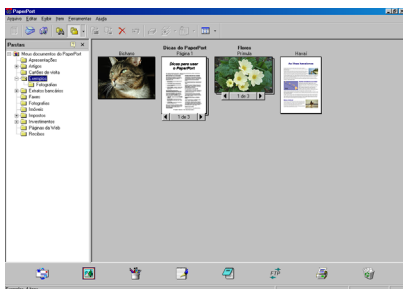 PaperPort
Arquivo Editar Exibir Item Ferramentas Ajuda
Pastas
Meus documentos do PaperPort
Apresentações
Artigos
Cartões de visita
Exemplos
Fotografias
Extratos bancários
Faxes
Fotografias
Imóveis
Impostos
Investimentos
Páginas da Web
Recibos
Bichano
Dicas do PaperPort
Página 1
Dicas para usar
o PaperPort
1 de 3
Flores
Prímula
1 de 3
Havaí
FTP